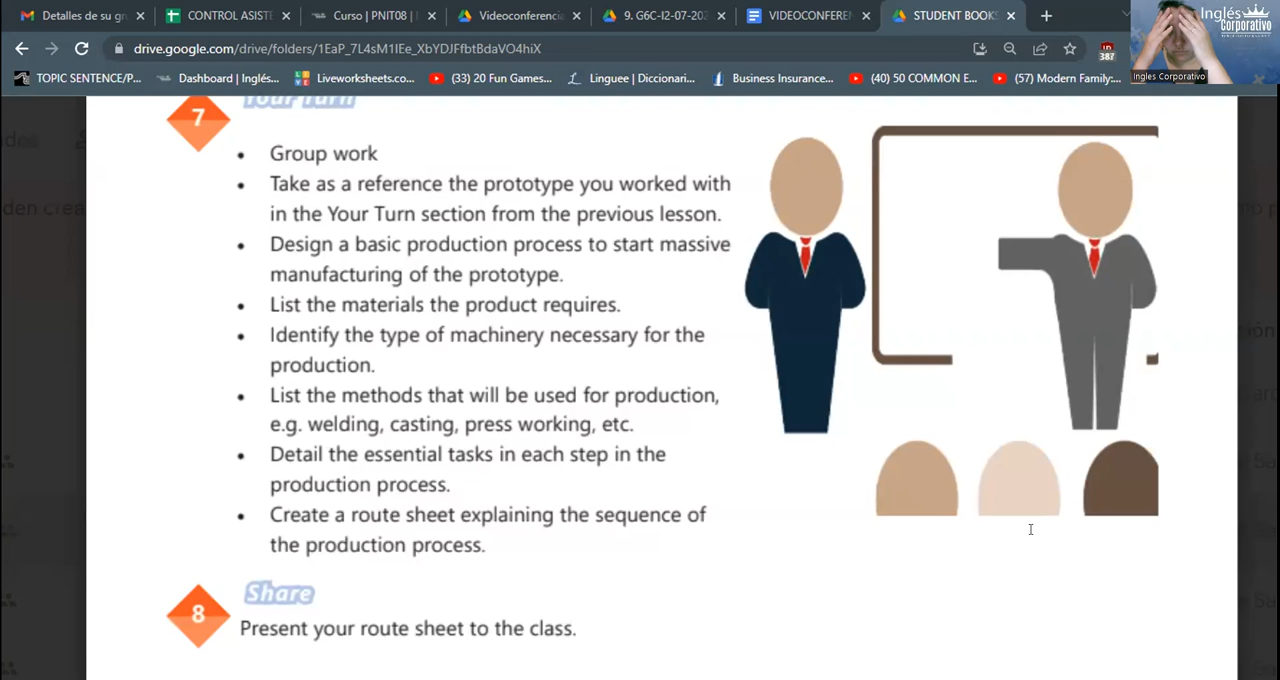 Detalles de su gr
CONTROL ASIST
Curso | PNIT08 |
Videoconferencia
9. G6C-I2-07-202
VIDEOCONFERE
STUDENT BOOKS
drive.google.com/drive/folders/1EaP_7L4sM1IEe_XbYDJFfbtBdaVO4hiX
387
TOPIC SENTENCE/P...
Dashboard | Inglés...
Liveworksheets.co...
(33) 20 Fun Games...
Linguee | Diccionari...
Business Insurance...
(40) 50 COMMON E...
(57) Modern Family:...
Inglés
Corporativo
Ingles Corporativo
7
Your Turn
• Group work
• Take as a reference the prototype you worked with
in the Your Turn section from the previous lesson.
• Design a basic production process to start massive
manufacturing of the prototype.
• List the materials the product requires.
• Identify the type of machinery necessary for the
production.
• List the methods that will be used for production,
e.g. welding, casting, press working, etc.
• Detail the essential tasks in each step in the
production process.
• Create a route sheet explaining the sequence of
the production process.
8
Share
Present your route sheet to the class.